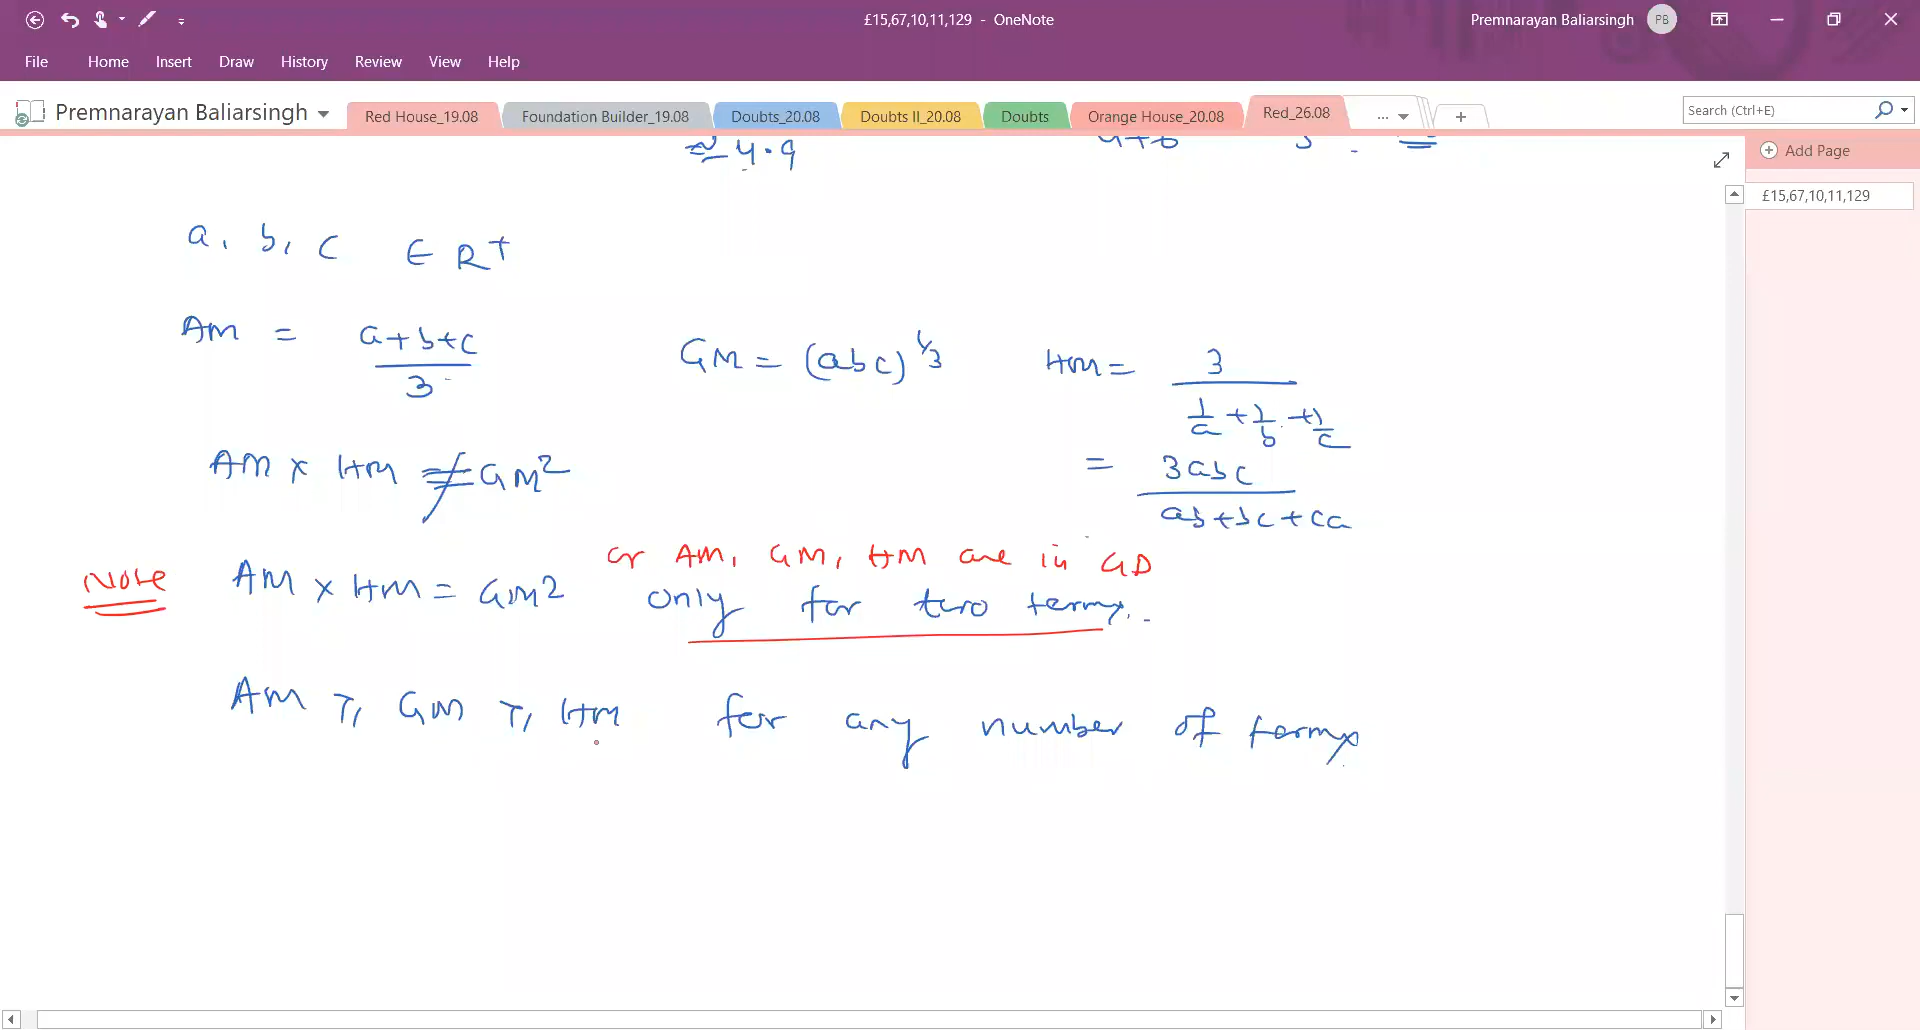 £15,67,10,11,129 - OneNote
Premnarayan Baliarsingh PB
File Home Insert Draw History Review View Help
Premnarayan Baliarsingh
Red House_19.08 Foundation Builder_19.08 Doubts_20.08 Doubts II_20.08 Doubts Orange House_20.08 Red_26.08 ... +
Search (Ctrl+E)
Add Page
£15,67,10,11,129
≈ 4.9
a, b, c ∈ R⁺
AM = (a+b+c)/3 GM = (abc)^(1/3) HM = 3/(1/a + 1/b + 1/c)
AM × HM ≠ GM² = 3abc/(ab+bc+ca)
or AM, GM, HM are in GP
Note AM × HM = GM² only for two terms.
AM ≥ GM ≥ HM for any number of terms